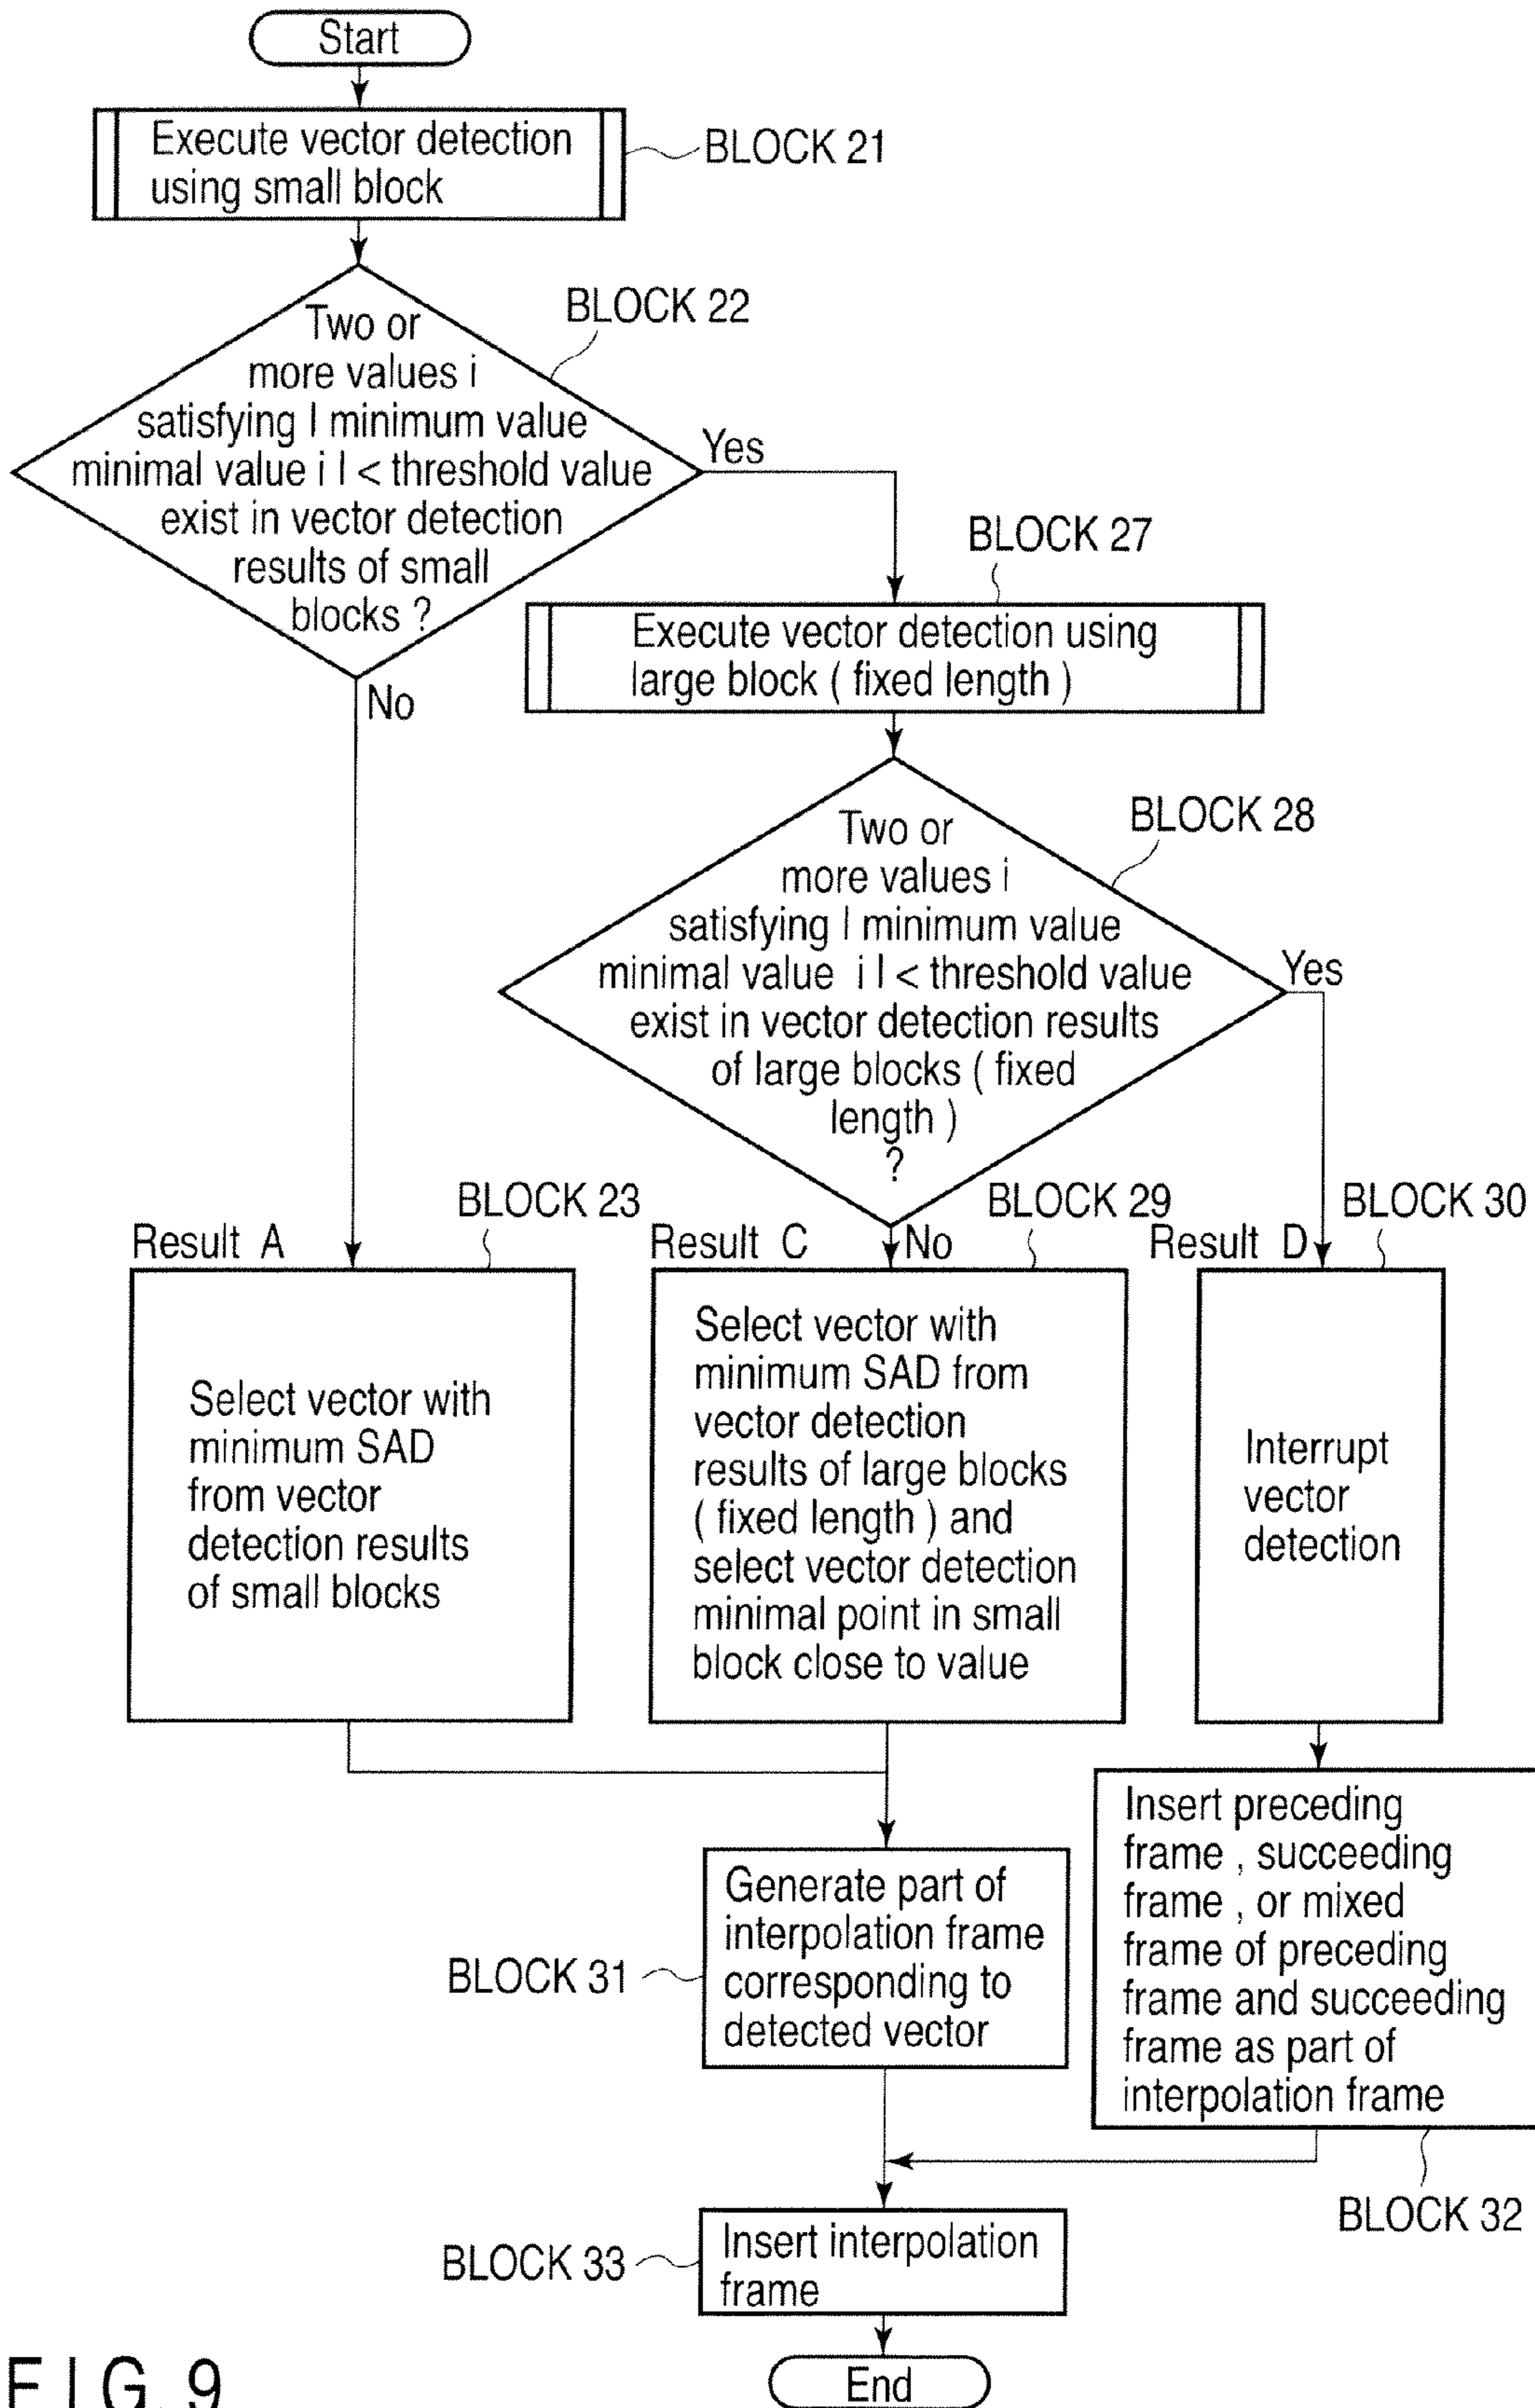 Start
Execute vector detection
using small block
BLOCK 21
BLOCK 22
Two or
more values i
satisfying | minimum value
minimal value i | < threshold value
exist in vector detection
results of small
blocks ?
Yes
No
BLOCK 27
Execute vector detection using
large block ( fixed length )
BLOCK 28
Two or
more values i
satisfying | minimum value
minimal value i | < threshold value
exist in vector detection results
of large blocks ( fixed
length )
?
Yes
No
Result A
BLOCK 23
Select vector with
minimum SAD
from vector
detection results
of small blocks
Result C
BLOCK 29
Select vector with
minimum SAD from
vector detection
results of large blocks
( fixed length ) and
select vector detection
minimal point in small
block close to value
Result D
BLOCK 30
Interrupt
vector
detection
BLOCK 31
Generate part of
interpolation frame
corresponding to
detected vector
Insert preceding
frame , succeeding
frame , or mixed
frame of preceding
frame and succeeding
frame as part of
interpolation frame
BLOCK 32
BLOCK 33
Insert interpolation
frame
End
FIG. 9